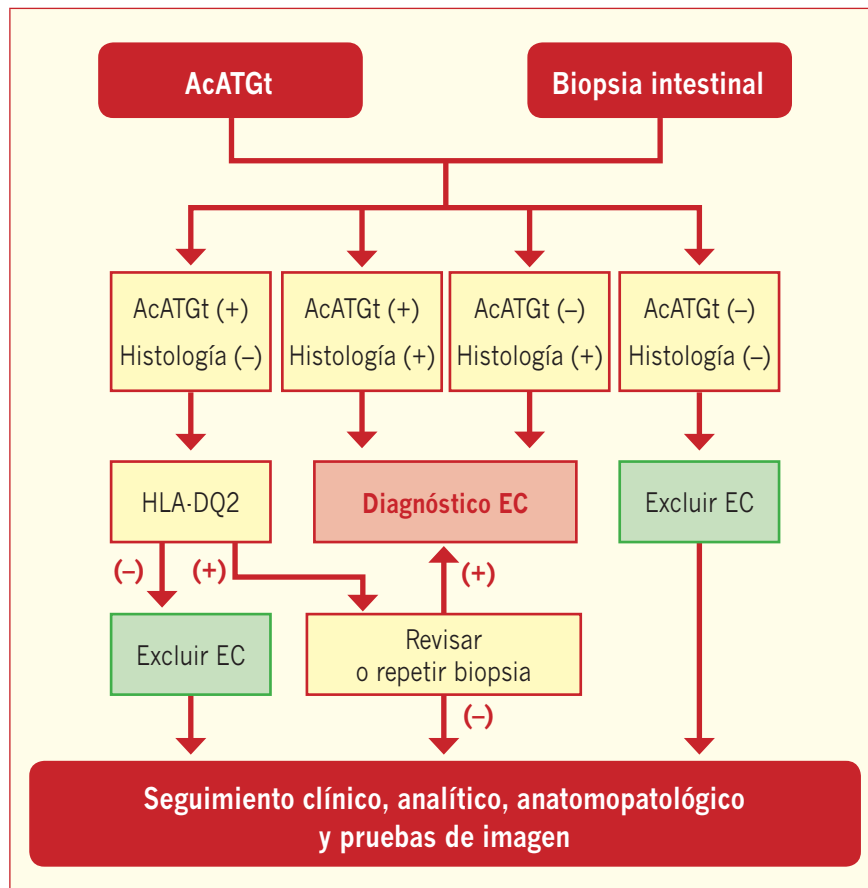 AcATGt
Biopsia intestinal
AcATGt (+)
Histología (–)
AcATGt (+)
Histología (+)
AcATGt (–)
Histología (+)
AcATGt (–)
Histología (–)
HLA-DQ2
Diagnóstico EC
Excluir EC
(–)
(+)
(+)
Excluir EC
Revisar
o repetir biopsia
(–)
Seguimiento clínico, analítico, anatomopatológico
y pruebas de imagen